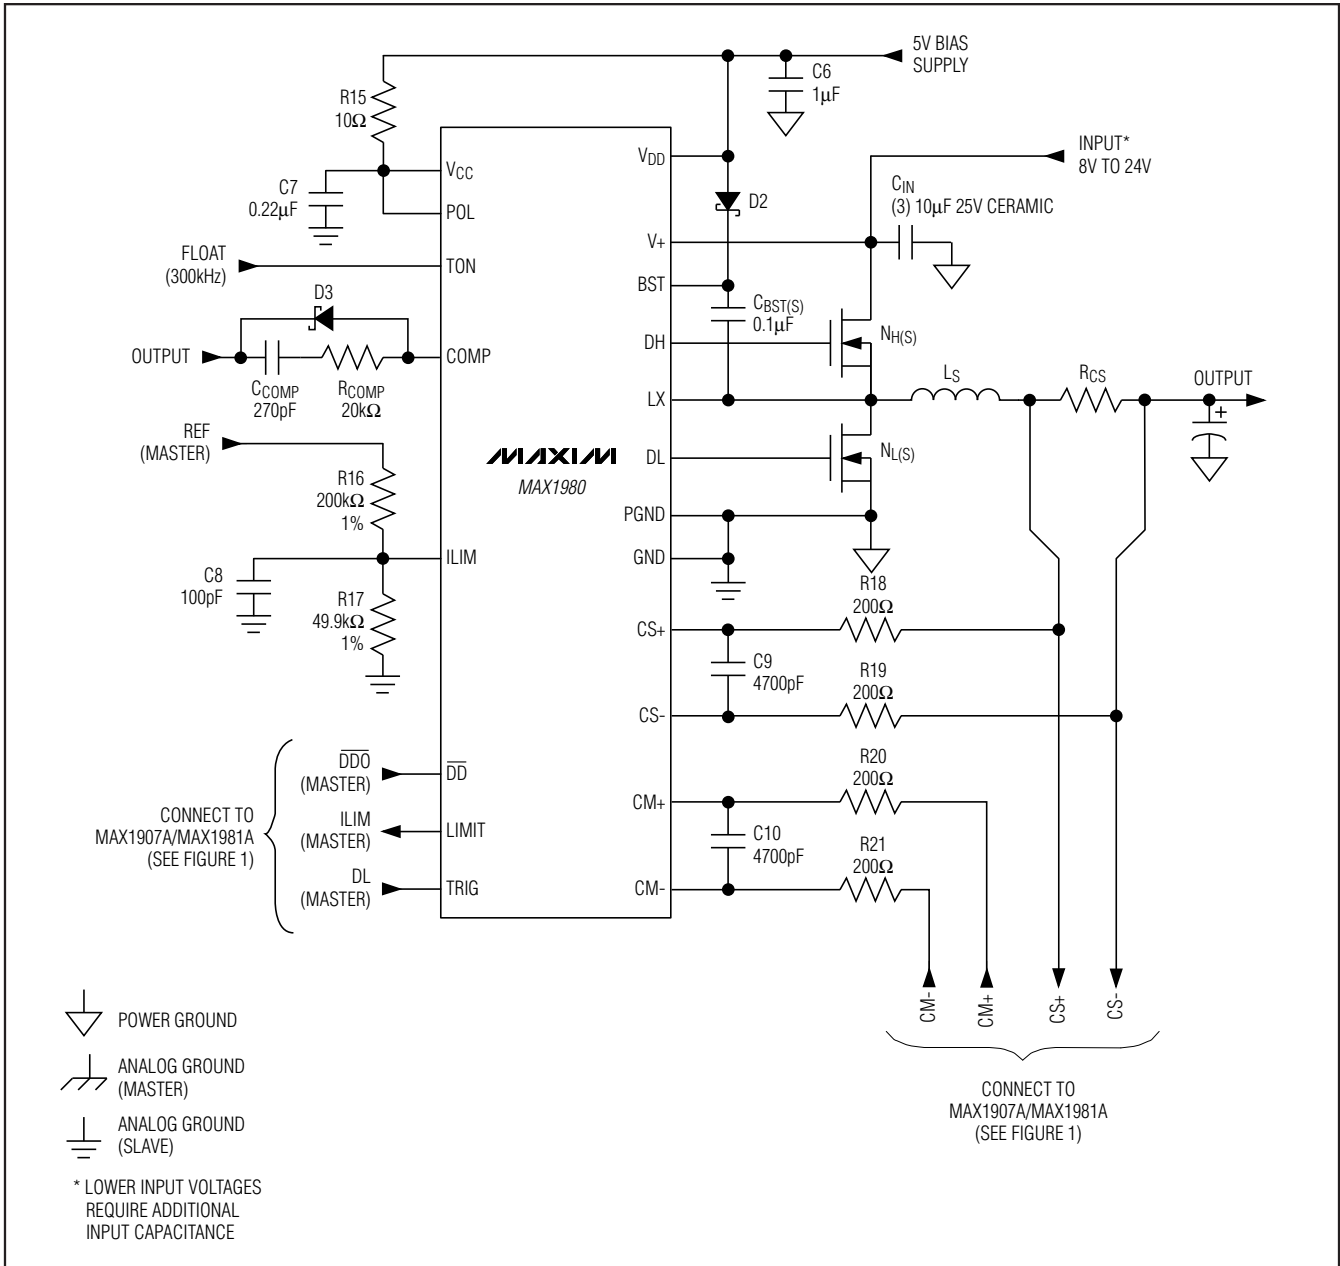 5V BIAS
SUPPLY
C6
1µF
R15
10Ω
INPUT*
8V TO 24V
VDD
VCC
C7
0.22µF
D2
CIN
(3) 10µF 25V CERAMIC
POL
V+
FLOAT
(300kHz)
TON
BST
D3
CBST(S)
0.1µF
NH(S)
DH
OUTPUT
COMP
CCOMP
270pF
RCOMP
20kΩ
LX
LS
RCS
OUTPUT
+
REF
(MASTER)
MAXIM
MAX1980
DL
NL(S)
R16
200kΩ
1%
PGND
ILIM
GND
C8
100pF
R17
49.9kΩ
1%
R18
200Ω
CS+
C9
4700pF
R19
200Ω
CS-
DDO
(MASTER)
DD
R20
200Ω
CM+
CONNECT TO
MAX1907A/MAX1981A
(SEE FIGURE 1)
ILIM
(MASTER)
LIMIT
C10
4700pF
R21
200Ω
DL
(MASTER)
TRIG
CM-
CM-
CM+
CS+
CS-
POWER GROUND
ANALOG GROUND
(MASTER)
ANALOG GROUND
(SLAVE)
CONNECT TO
MAX1907A/MAX1981A
(SEE FIGURE 1)
* LOWER INPUT VOLTAGES
REQUIRE ADDITIONAL
INPUT CAPACITANCE